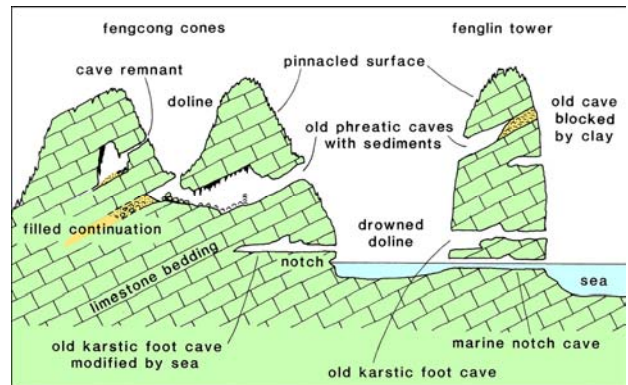 fengcong cones
fenglin tower
cave remnant
pinnacled surface
doline
old cave
blocked
by clay
old phreatic caves
with sediments
filled continuation
drowned
doline
limestone bedding
notch
sea
old karstic foot cave
modified by sea
marine notch cave
old karstic foot cave